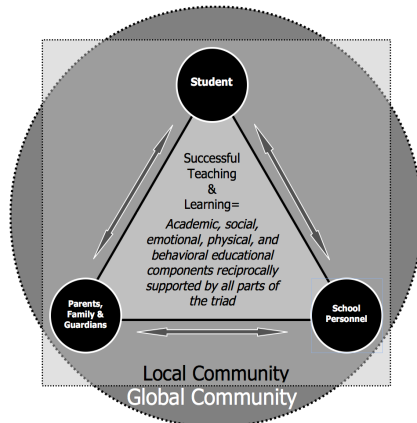 Student
Successful
Teaching
&
Learning=
Academic, social,
emotional, physical, and
behavioral educational
components reciprocally
supported by all parts of
the triad
Parents,
Family &
Guardians
School
Personnel
Local Community
Global Community